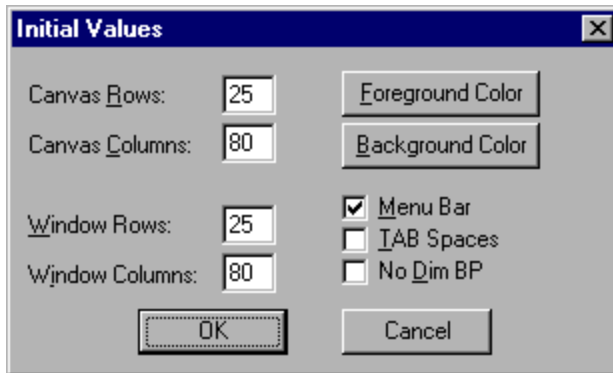 Initial Values
Canvas Rows: 25
Foreground Color
Canvas Columns: 80
Background Color
Window Rows: 25
Menu Bar
TAB Spaces
Window Columns: 80
No Dim BP
OK
Cancel